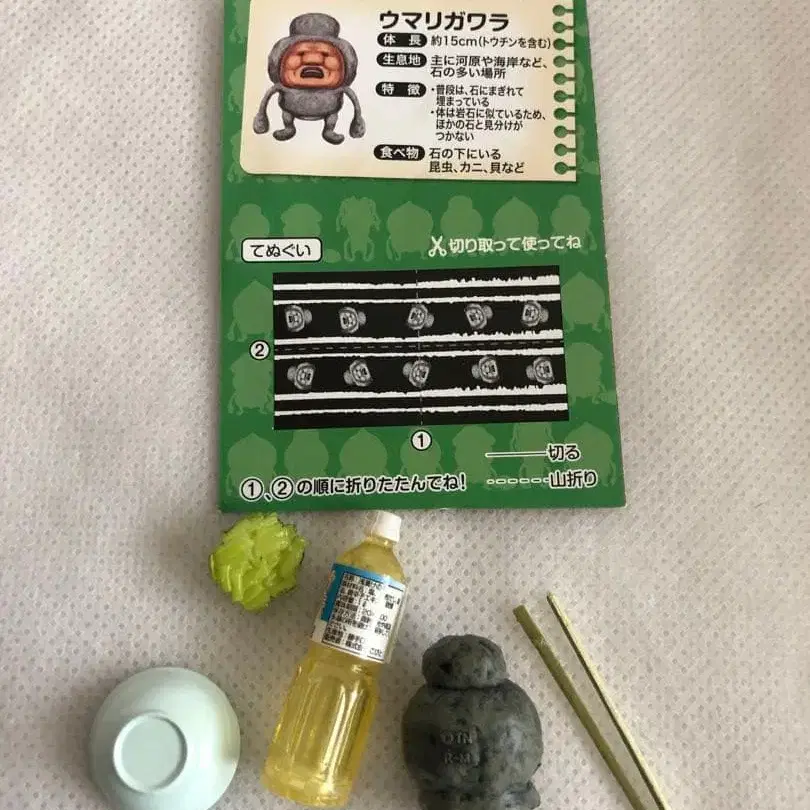 ウマリガワラ
体長 約15cm(トウチンを含む)
生息地 主に河原や海岸など、
石の多い場所
特徴 ・普段は、石にまぎれて
埋まっている
・体は岩石に似ているため、
ほかの石と見分けが
つかない
食べ物 石の下にいる
昆虫、カニ、貝など
てぬぐい
切り取って使ってね
②
①
切る
①、②の順に折りたたんでね!
山折り